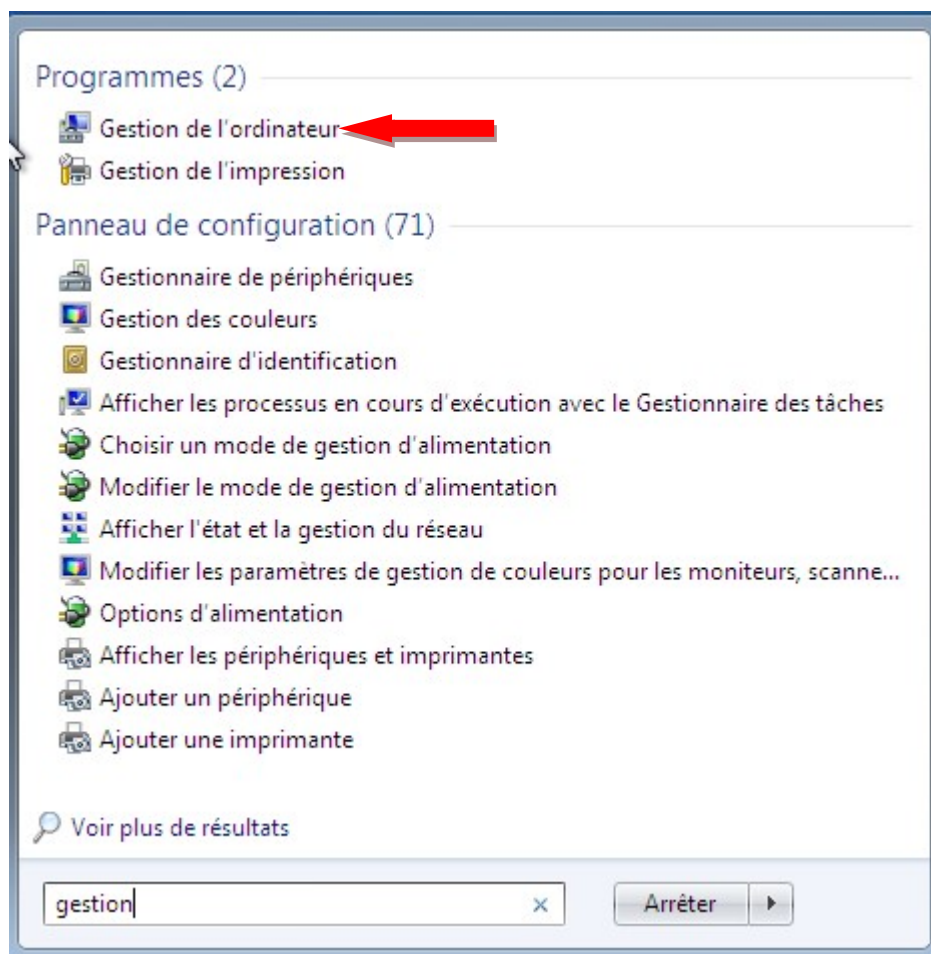 Programmes (2)
Gestion de l'ordinateur
Gestion de l'impression
Panneau de configuration (71)
Gestionnaire de périphériques
Gestion des couleurs
Gestionnaire d'identification
Afficher les processus en cours d'exécution avec le Gestionnaire des tâches
Choisir un mode de gestion d'alimentation
Modifier le mode de gestion d'alimentation
Afficher l'état et la gestion du réseau
Modifier les paramètres de gestion de couleurs pour les moniteurs, scanne...
Options d'alimentation
Afficher les périphériques et imprimantes
Ajouter un périphérique
Ajouter une imprimante
Voir plus de résultats
gestion
Arrêter